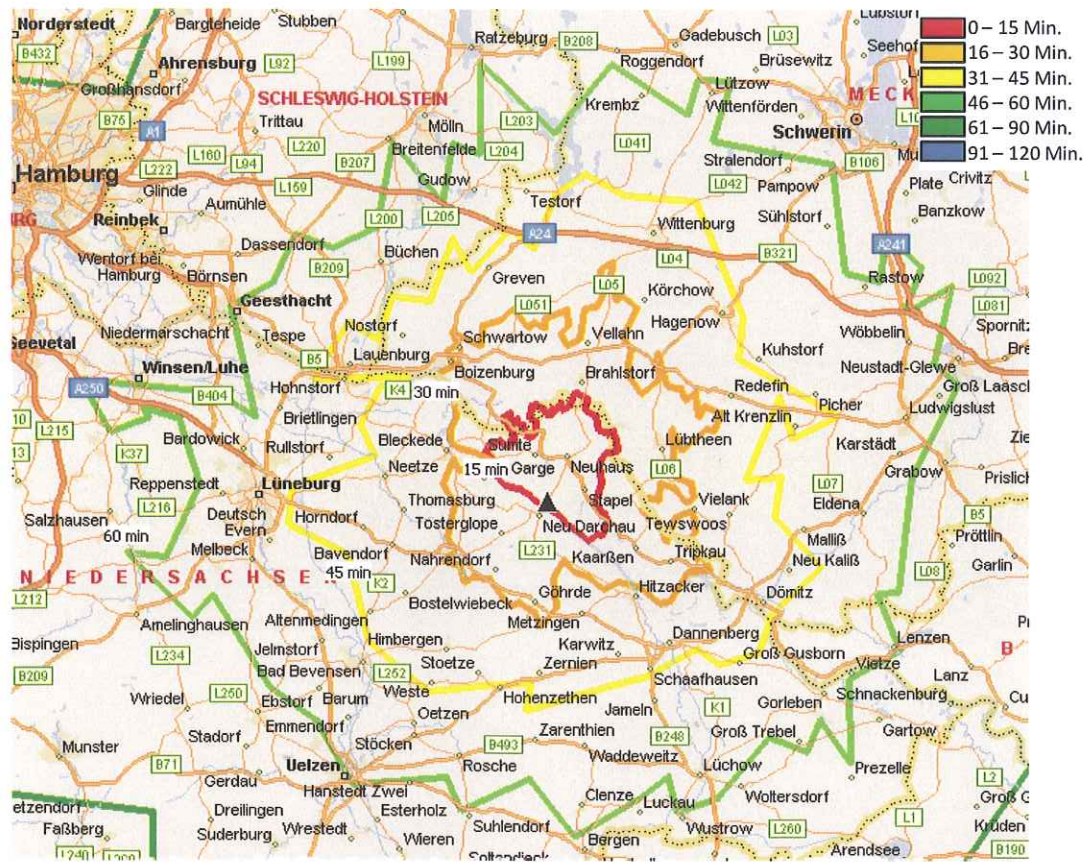 Norderstedt
Bargteheide
Stubben
Ratzeburg
B208
Gadebusch
L03
Lübstorf
0 – 15 Min.
B432
Ahrensburg
L92
L199
Roggendorf
Brüsewitz
Seehof
16 – 30 Min.
Großhansdorf
Lützow
31 – 45 Min.
SCHLESWIG-HOLSTEIN
Krembz
Wittenförden
MECK
46 – 60 Min.
B75
A1
Trittau
L220
Mölln
L203
L041
Schwerin
61 – 90 Min.
L160
L94
B207
Breitenfelde
L204
Stralendorf
B106
91 – 120 Min.
Hamburg
L222
L159
Gudow
L042
Pampow
Plate
Crivitz
Glinde
Aumühle
L200
L205
Testorf
Wittenburg
Sühlstorf
Banzkow
Reinbek
Dassendorf
Büchen
A24
L04
B321
A241
Wentorf bei
Hamburg
Börnsen
B209
Greven
L05
Körchow
Rastow
L092
Geesthacht
L051
Hagenow
L081
Niedermarschacht
Tespe
Nostorf
Schwartow
Vellahn
Wöbbelin
Spornitz
Seevetal
B5
Lauenburg
Kuhstorf
Winsen/Luhe
Boizenburg
Brahlstorf
Neustadt-Glewe
A250
B404
Hohnstorf
K4
30 min
Redefin
Picher
Groß Laasch
Brietlingen
Alt Krenzlin
Ludwigslust
L215
Bardowick
Rullstorf
Bleckede
Sumte
Lübtheen
Karstädt
K37
Neetze
15 min
Garge
Neuhaus
L06
Grabow
Prislich
Reppenstedt
Lüneburg
Thomasburg
Stapel
Vielank
L07
Eldena
L216
Salzhausen
Deutsch
Evern
Horndorf
Tosterglope
Neu Darchau
Tewswoos
B5
60 min
Melbeck
Bavendorf
Nahrendorf
L231
Kaarßen
Tripkau
Malliß
Pröttlin
Neu Kaliß
L08
Garlin
NIEDERSACHSEN
45 min
K2
Göhrde
Hitzacker
Dömitz
L212
Bostelwiebeck
Amelinghausen
Altenmedingen
Metzingen
Dannenberg
Lenzen
Bispingen
L234
Jelmstorf
Himbergen
Karwitz
Groß Gusborn
Vietze
B
B209
Bad Bevensen
Stoetze
Zernien
Lanz
Wriedel
L250
Ebstorf
Barum
L252
Weste
Hohenzethen
Schaafhausen
Gorleben
Schnackenburg
Emmendorf
Oetzen
Jameln
K1
Munster
Stadorf
Stöcken
B493
Zarenthien
B248
Groß Trebel
Gartow
B71
Uelzen
Rosche
Waddeweitz
Lüchow
Prezelle
L2
Gerdau
Hanstedt Zwei
Clenze
Woltersdorf
Groß G
etzendorf
Dreilingen
Esterholz
Luckau
L1
Krüden
Faßberg
Suderburg
Wrestedt
Suhlendorf
Wustrow
L260
L240
Wieren
Bergen
Arendsee
B190